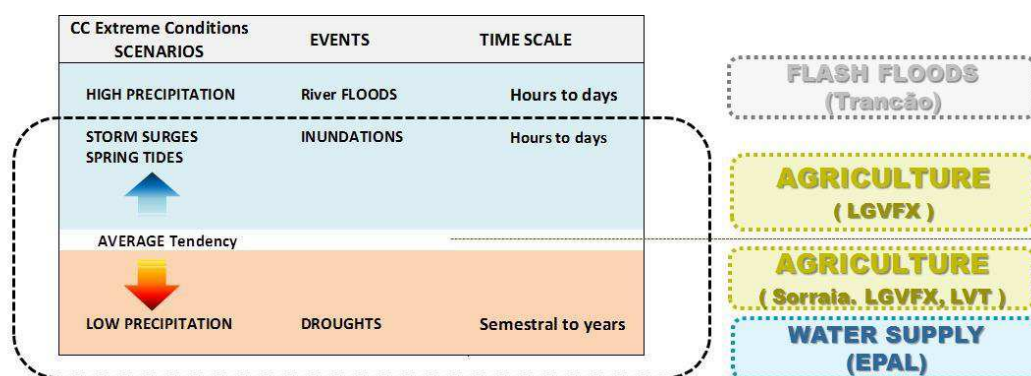 CC Extreme Conditions SCENARIOS EVENTS TIME SCALE
HIGH PRECIPITATION River FLOODS Hours to days
STORM SURGES INUNDATIONS Hours to days
SPRING TIDES
AVERAGE Tendency
LOW PRECIPITATION DROUGHTS Semestral to years
FLASH FLOODS
(Trancão)
AGRICULTURE
( LGVFX )
AGRICULTURE
( Sorraia. LGVFX, LVT )
WATER SUPPLY
(EPAL)